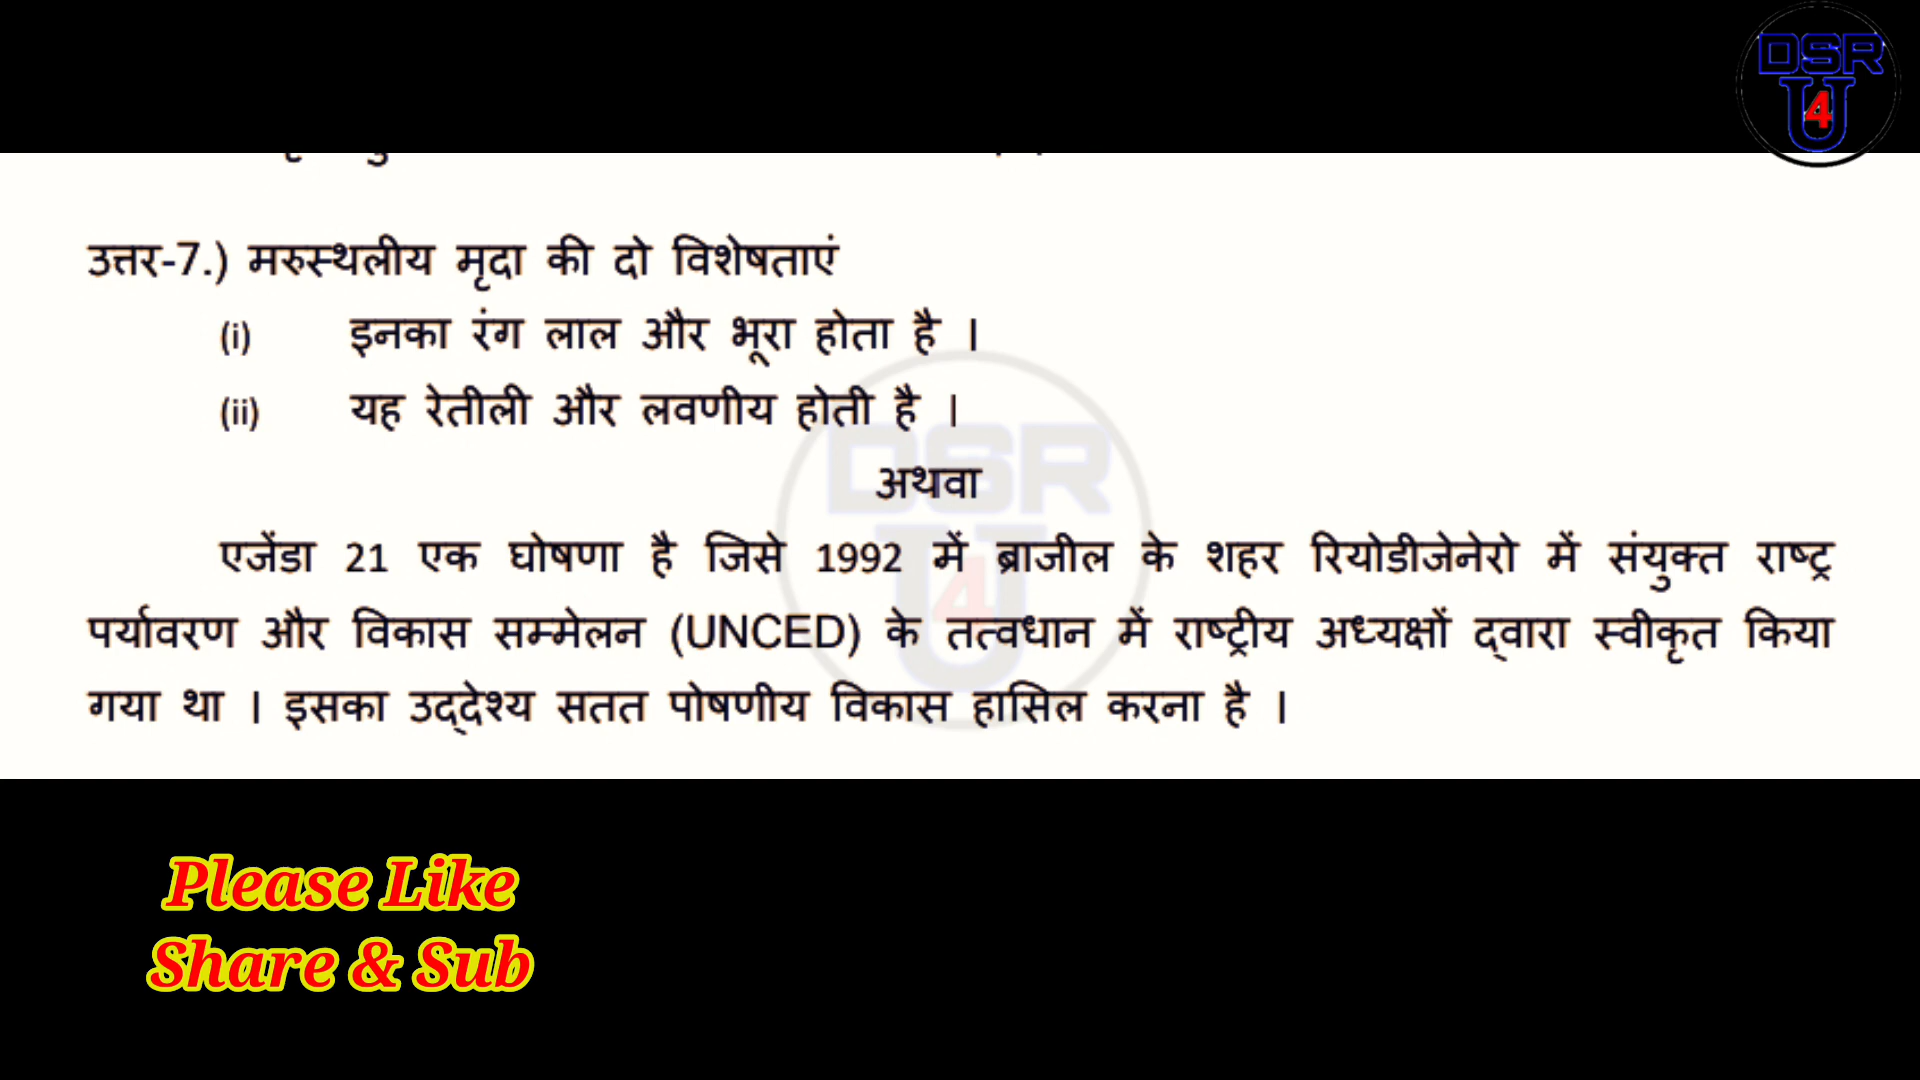 DSR
U
4
उत्तर-7.) मरुस्थलीय मृदा की दो विशेषताएं
(i) इनका रंग लाल और भूरा होता है ।
(ii) यह रेतीली और लवणीय होती है ।
अथवा
एजेंडा 21 एक घोषणा है जिसे 1992 में ब्राजील के शहर रियोडीजेनेरो में संयुक्त राष्ट्र
पर्यावरण और विकास सम्मेलन (UNCED) के तत्वधान में राष्ट्रीय अध्यक्षों द्वारा स्वीकृत किया
गया था । इसका उद्देश्य सतत पोषणीय विकास हासिल करना है ।
DSR
U
4
Please Like
Share & Sub